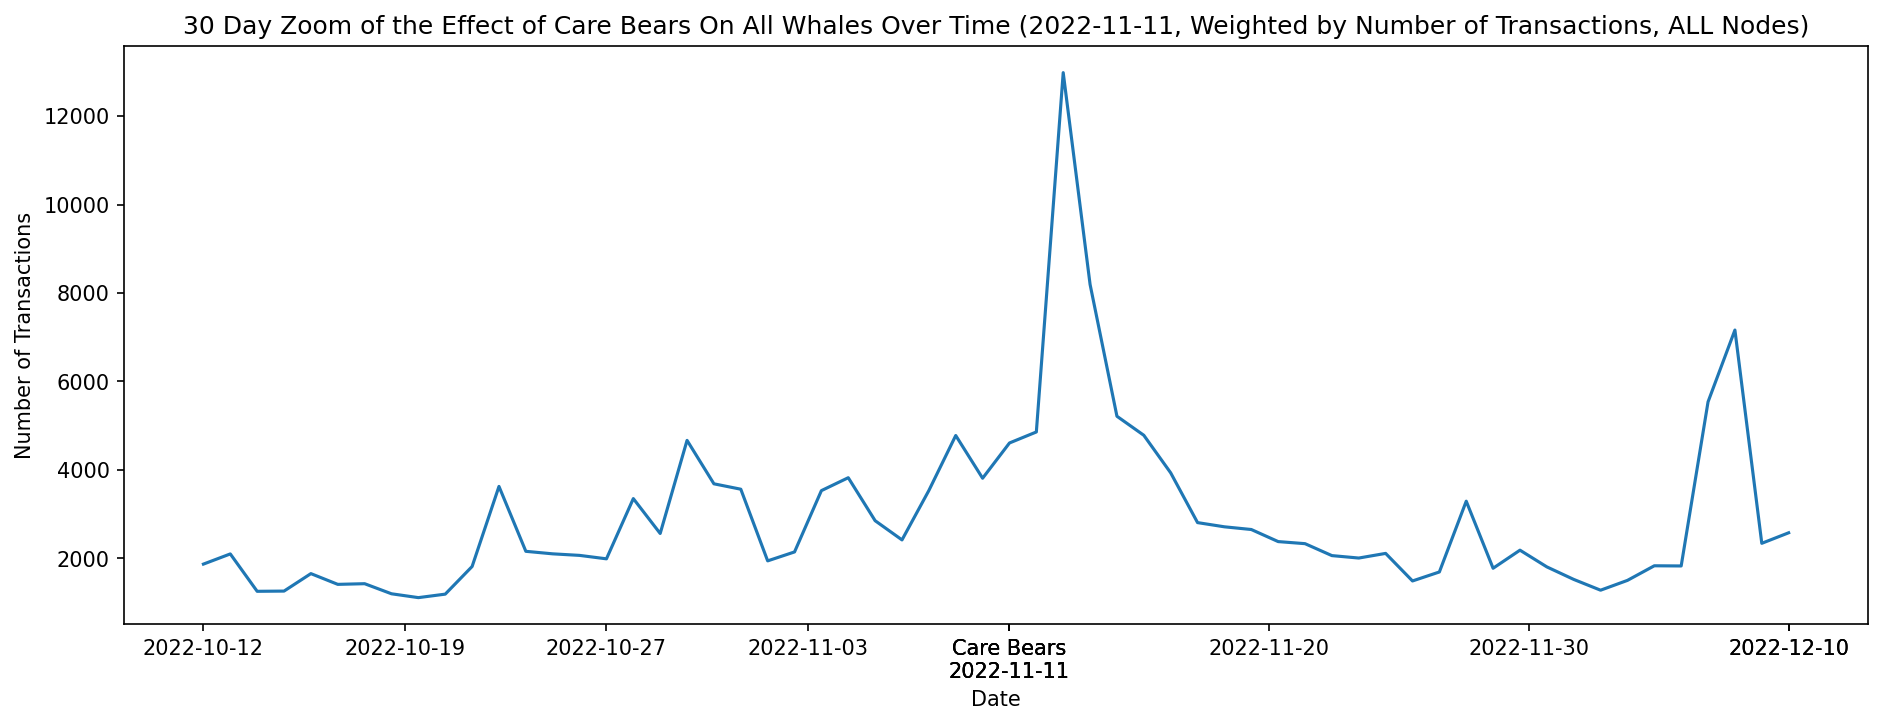 30 Day Zoom of the Effect of Care Bears On All Whales Over Time (2022-11-11, Weighted by Number of Transactions, ALL Nodes)
Number of Transactions
12000
10000
8000
6000
4000
2000
2022-10-12 2022-10-19 2022-10-27 2022-11-03 Care Bears 2022-11-20 2022-11-30 2022-12-10
2022-11-11
Date